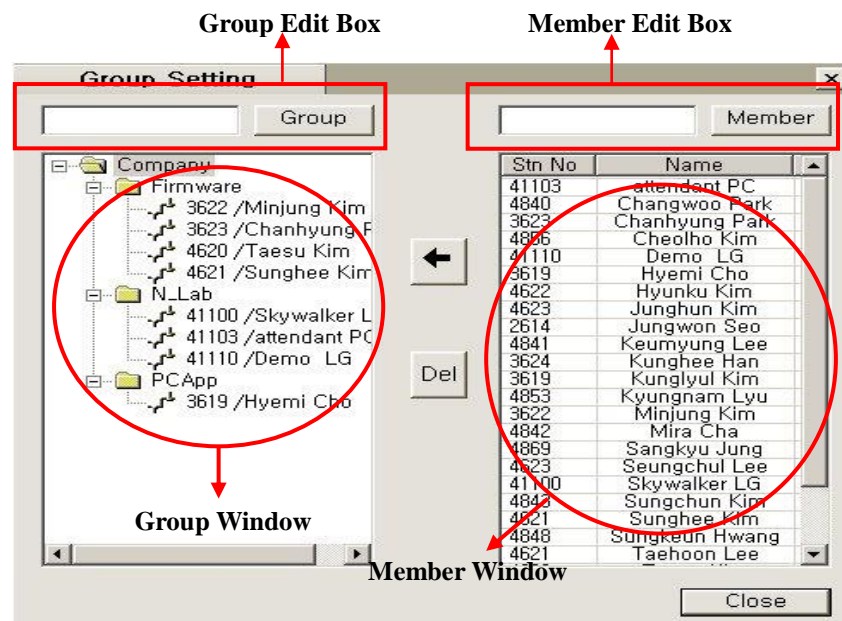 Group Edit Box
Member Edit Box
Group Setting
Group
Member
Company
Firmware
3622 /Minjung Kim
3623 /Chanhyung P
4620 /Taesu Kim
4621 /Sunghee Kim
N_Lab
41100 /Skywalker L
41103 /attendant PC
41110 /Demo LG
PCApp
3619 /Hyemi Cho
Del
Group Window
Stn No Name
41103 attendant PC
4840 Changwoo Park
3623 Chanhyung Park
4856 Cheolho Kim
41110 Demo LG
3619 Hyemi Cho
4622 Hyunku Kim
4623 Junghun Kim
2614 Jungwon Seo
4841 Keumyung Lee
3624 Kunghee Han
3619 Kunglyul Kim
4853 Kyungnam Lyu
3622 Minjung Kim
4842 Mira Cha
4869 Sangkyu Jung
4623 Seungchul Lee
41100 Skywalker LG
4843 Sungchun Kim
4621 Sunghee Kim
4848 Sungkeun Hwang
4621 Taehoon Lee
Member Window
Close